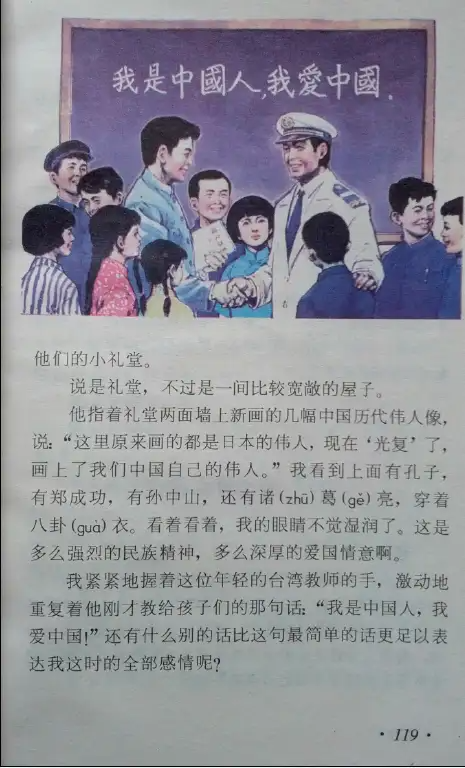 我是中國人,我愛中國.
他们的小礼堂。
说是礼堂，不过是一间比较宽敞的屋子。
他指着礼堂两面墙上新画的几幅中国历代伟人像，
说：“这里原来画的都是日本的伟人，现在‘光复’了，
画上了我们中国自己的伟人。”我看到上面有孔子，
有郑成功，有孙中山，还有诸(zhū)葛(gě)亮，穿着
八卦(guà)衣。看着看着，我的眼睛不觉湿润了。这是
多么强烈的民族精神，多么深厚的爱国情意啊。
我紧紧地握着这位年轻的台湾教师的手，激动地
重复着他刚才教给孩子们的那句话：“我是中国人，我
爱中国！”还有什么别的话比这句最简单的话更足以表
达我这时的全部感情呢？
·119·